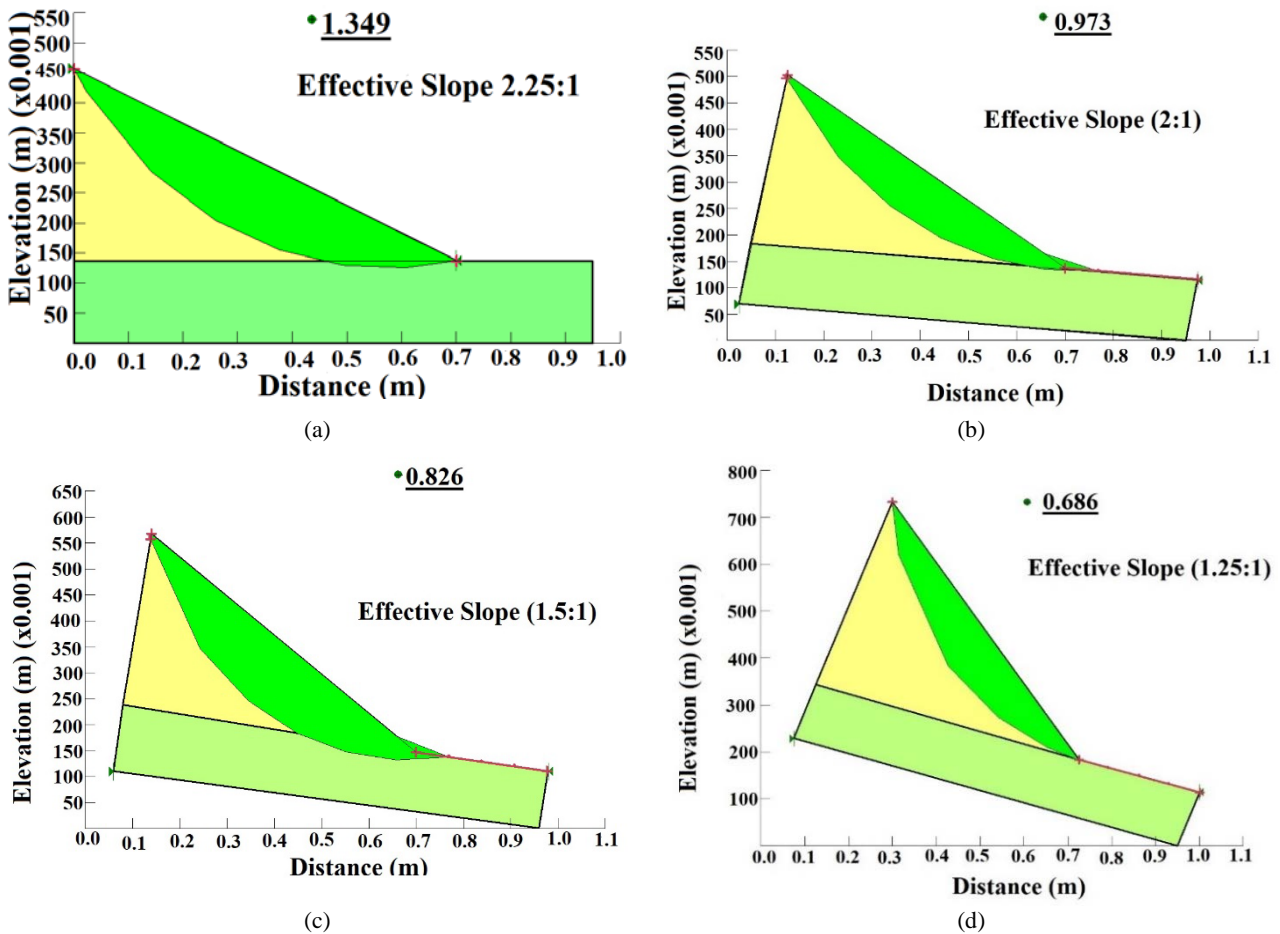 1.349
Effective Slope 2.25:1
Elevation (m) (x0.001)
550
500
450
400
350
300
250
200
150
100
50
0.0 0.1 0.2 0.3 0.4 0.5 0.6 0.7 0.8 0.9 1.0
Distance (m)
(a)
0.973
Effective Slope (2:1)
Elevation (m) (x0.001)
550
500
450
400
350
300
250
200
150
100
50
0.0 0.1 0.2 0.3 0.4 0.5 0.6 0.7 0.8 0.9 1.0 1.1
Distance (m)
(b)
0.826
Effective Slope (1.5:1)
Elevation (m) (x0.001)
650
600
550
500
450
400
350
300
250
200
150
100
50
0.0 0.1 0.2 0.3 0.4 0.5 0.6 0.7 0.8 0.9 1.0 1.1
Distance (m)
(c)
0.686
Effective Slope (1.25:1)
Elevation (m) (x0.001)
800
700
600
500
400
300
200
100
0.0 0.1 0.2 0.3 0.4 0.5 0.6 0.7 0.8 0.9 1.0 1.1
Distance (m)
(d)